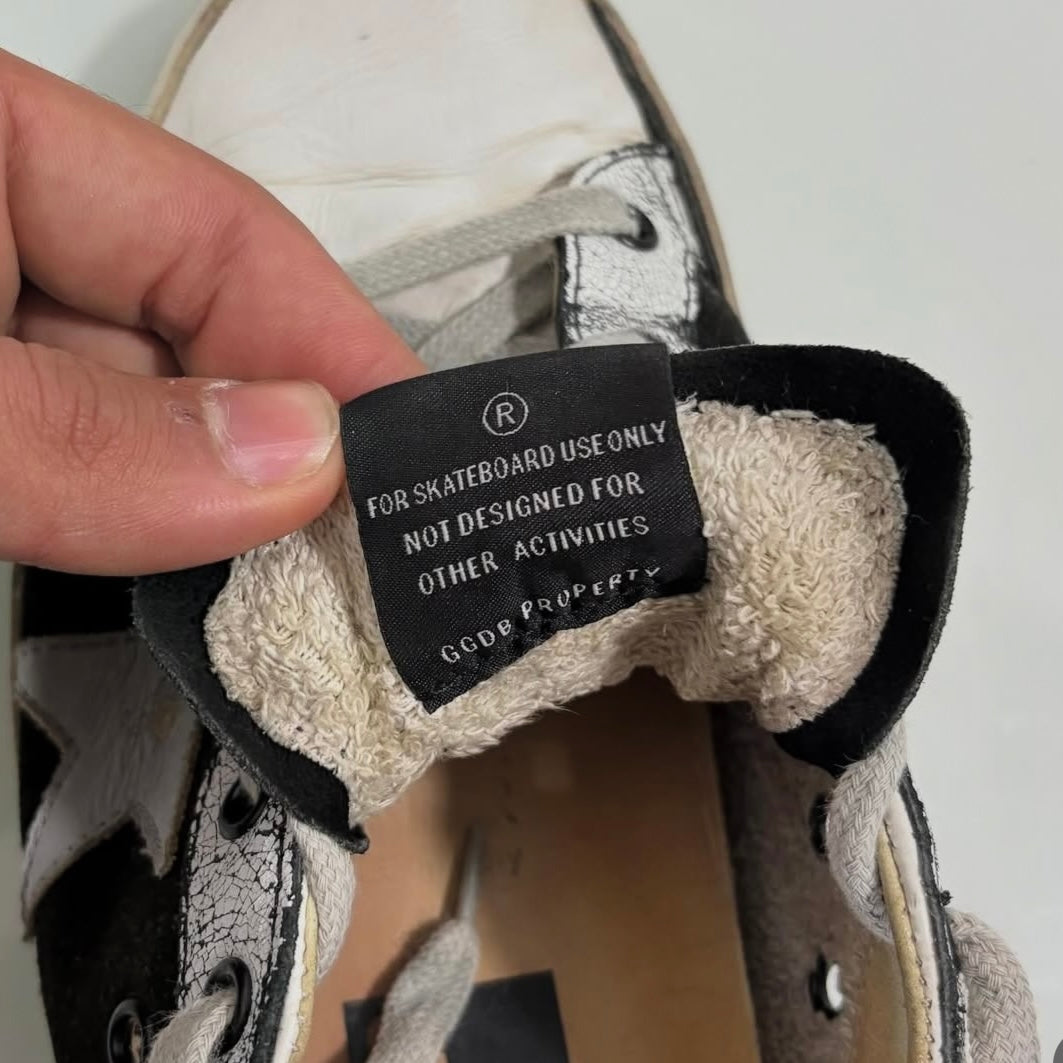 ®
FOR SKATEBOARD USE ONLY
NOT DESIGNED FOR
OTHER ACTIVITIES
GGDB PROPERTY